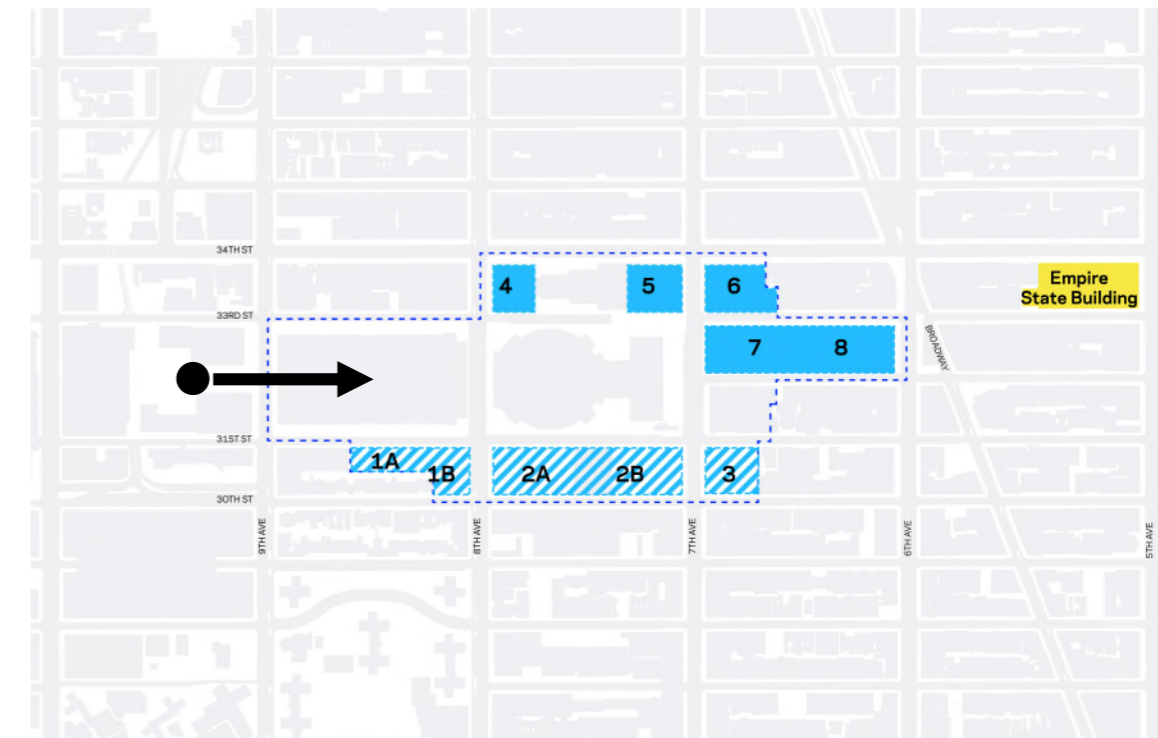 34TH ST
4
5
6
Empire
State Building
33RD ST
7
8
BROADWAY
31ST ST
1A
1B
2A
2B
3
30TH ST
9TH AVE
8TH AVE
7TH AVE
6TH AVE
5TH AVE